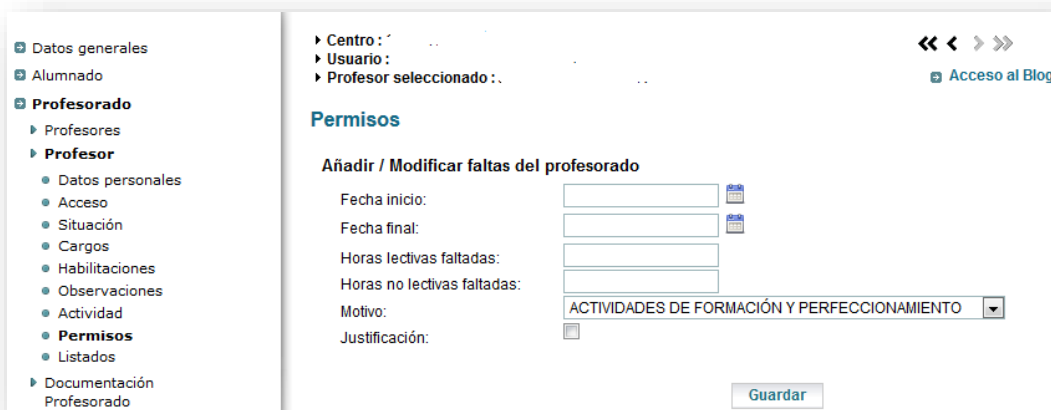 Datos generales
Alumnado
Profesorado
Profesores
Profesor
Datos personales
Acceso
Situación
Cargos
Habilitaciones
Observaciones
Actividad
Permisos
Listados
Documentación
Profesorado
Centro :
Usuario :
Profesor seleccionado :
Acceso al Blog
Permisos
Añadir / Modificar faltas del profesorado
Fecha inicio:
Fecha final:
Horas lectivas faltadas:
Horas no lectivas faltadas:
Motivo: ACTIVIDADES DE FORMACIÓN Y PERFECCIONAMIENTO
Justificación:
Guardar